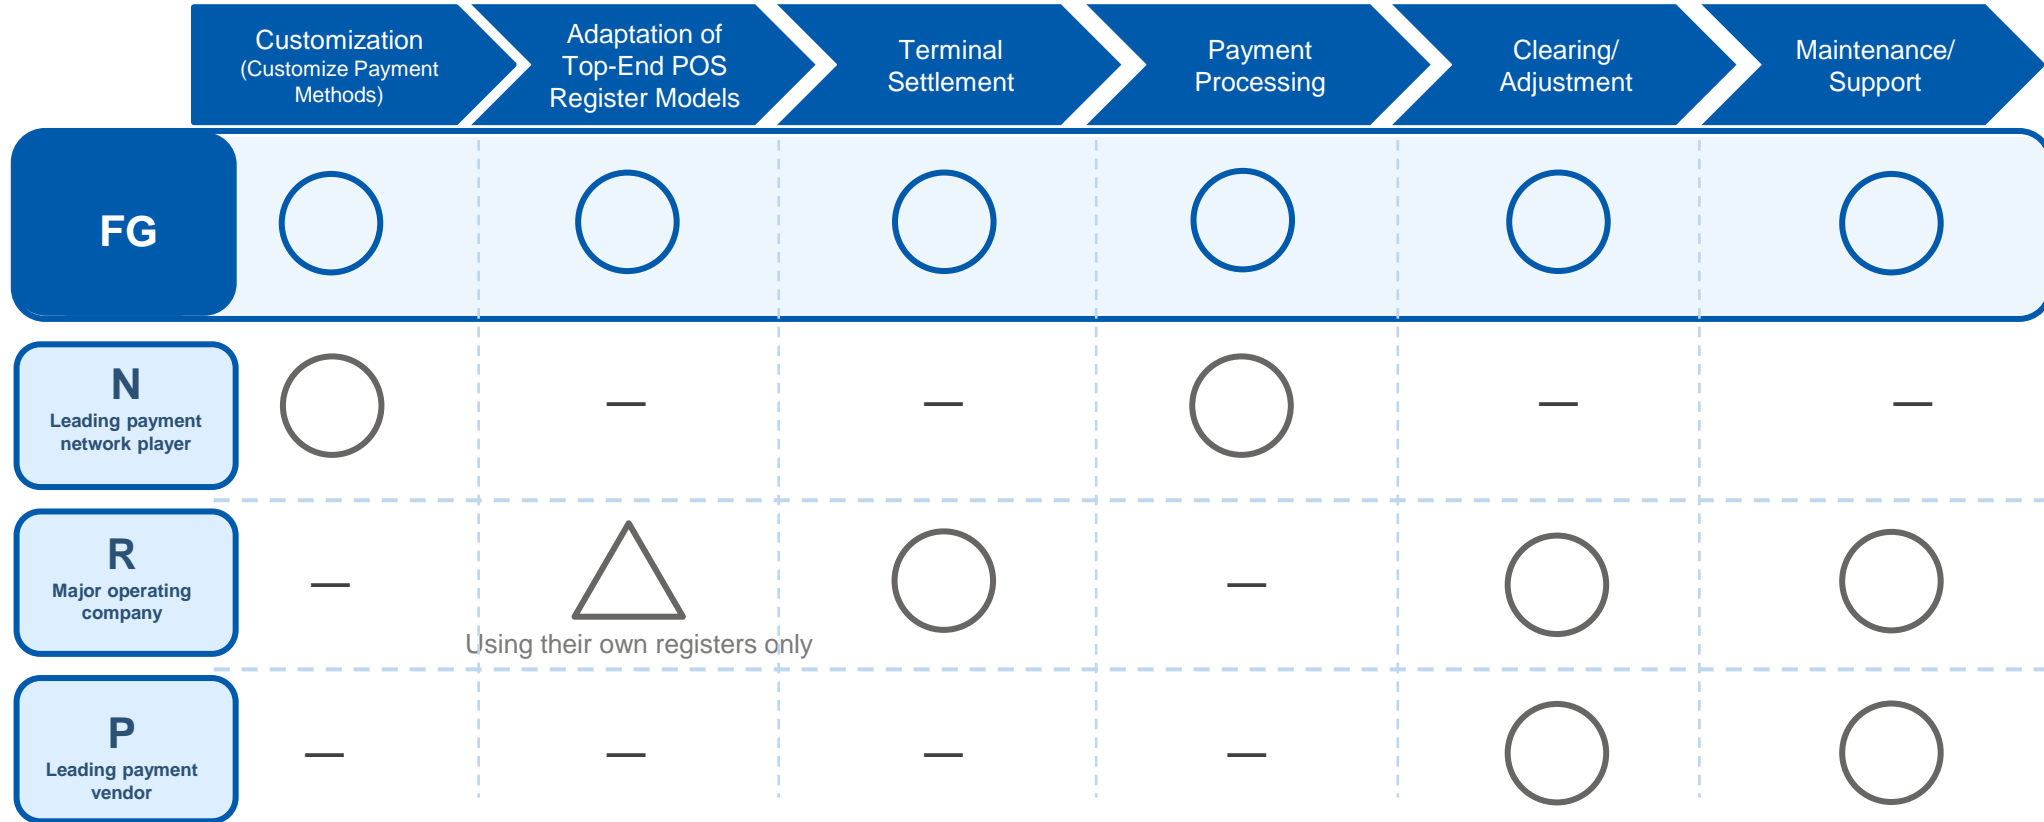 Customization
(Customize Payment
Methods)
Adaptation of
Top-End POS
Register Models
Terminal
Settlement
Payment
Processing
Clearing/
Adjustment
Maintenance/
Support
FG
N
Leading payment
network player
— — — —
R
Major operating
company
— —
Using their own registers only
P
Leading payment
vendor
— — — —